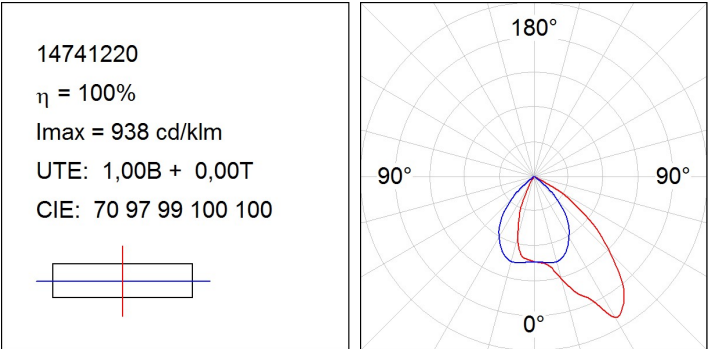 14741220
η = 100%
Imax = 938 cd/klm
UTE: 1,00B + 0,00T
CIE: 70 97 99 100 100
180°
90° 90°
0°